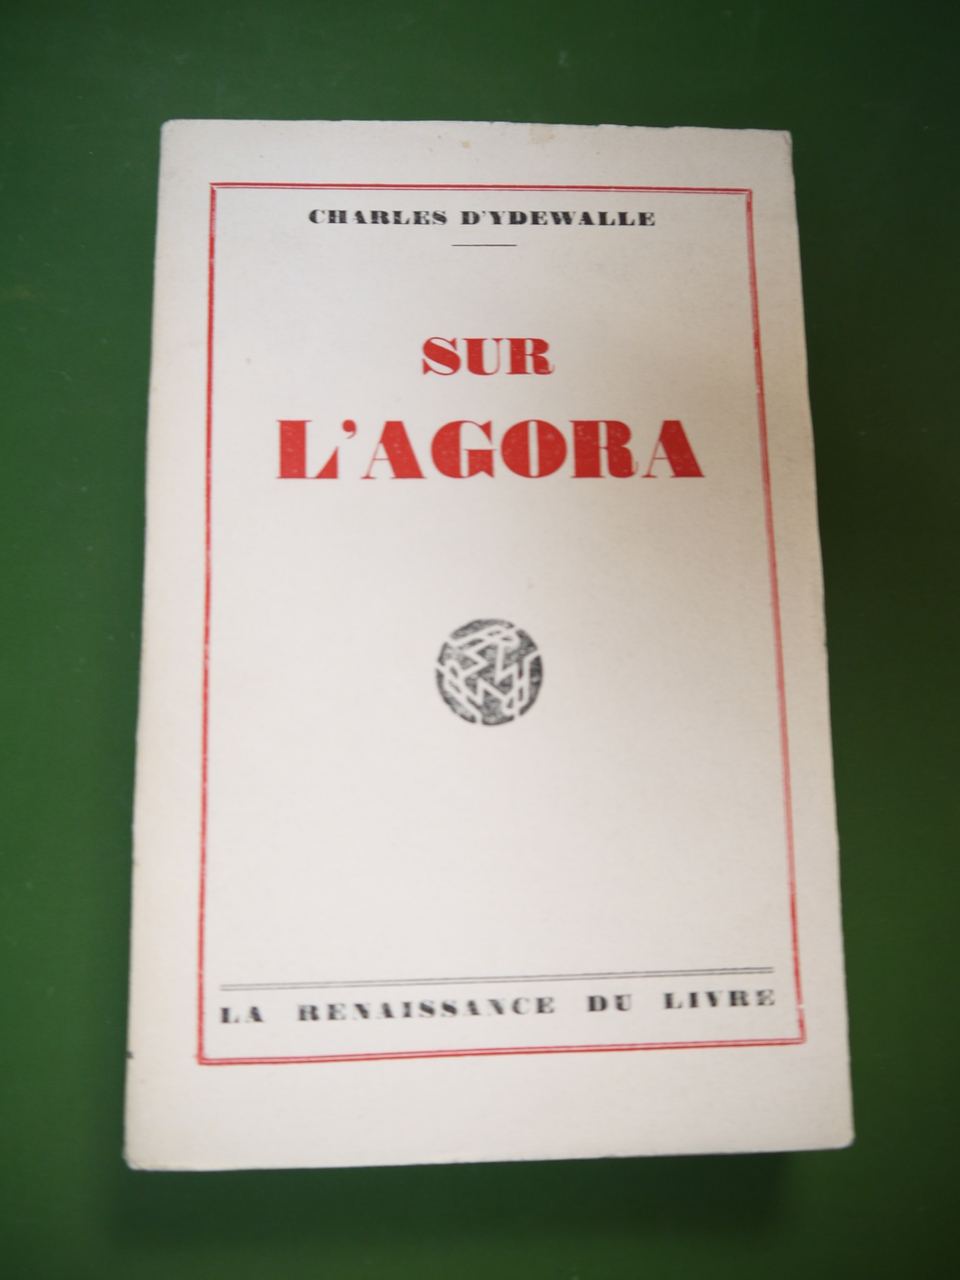 CHARLES D'YDEWALLE
SUR
L'AGORA
LA RENAISSANCE DU LIVRE